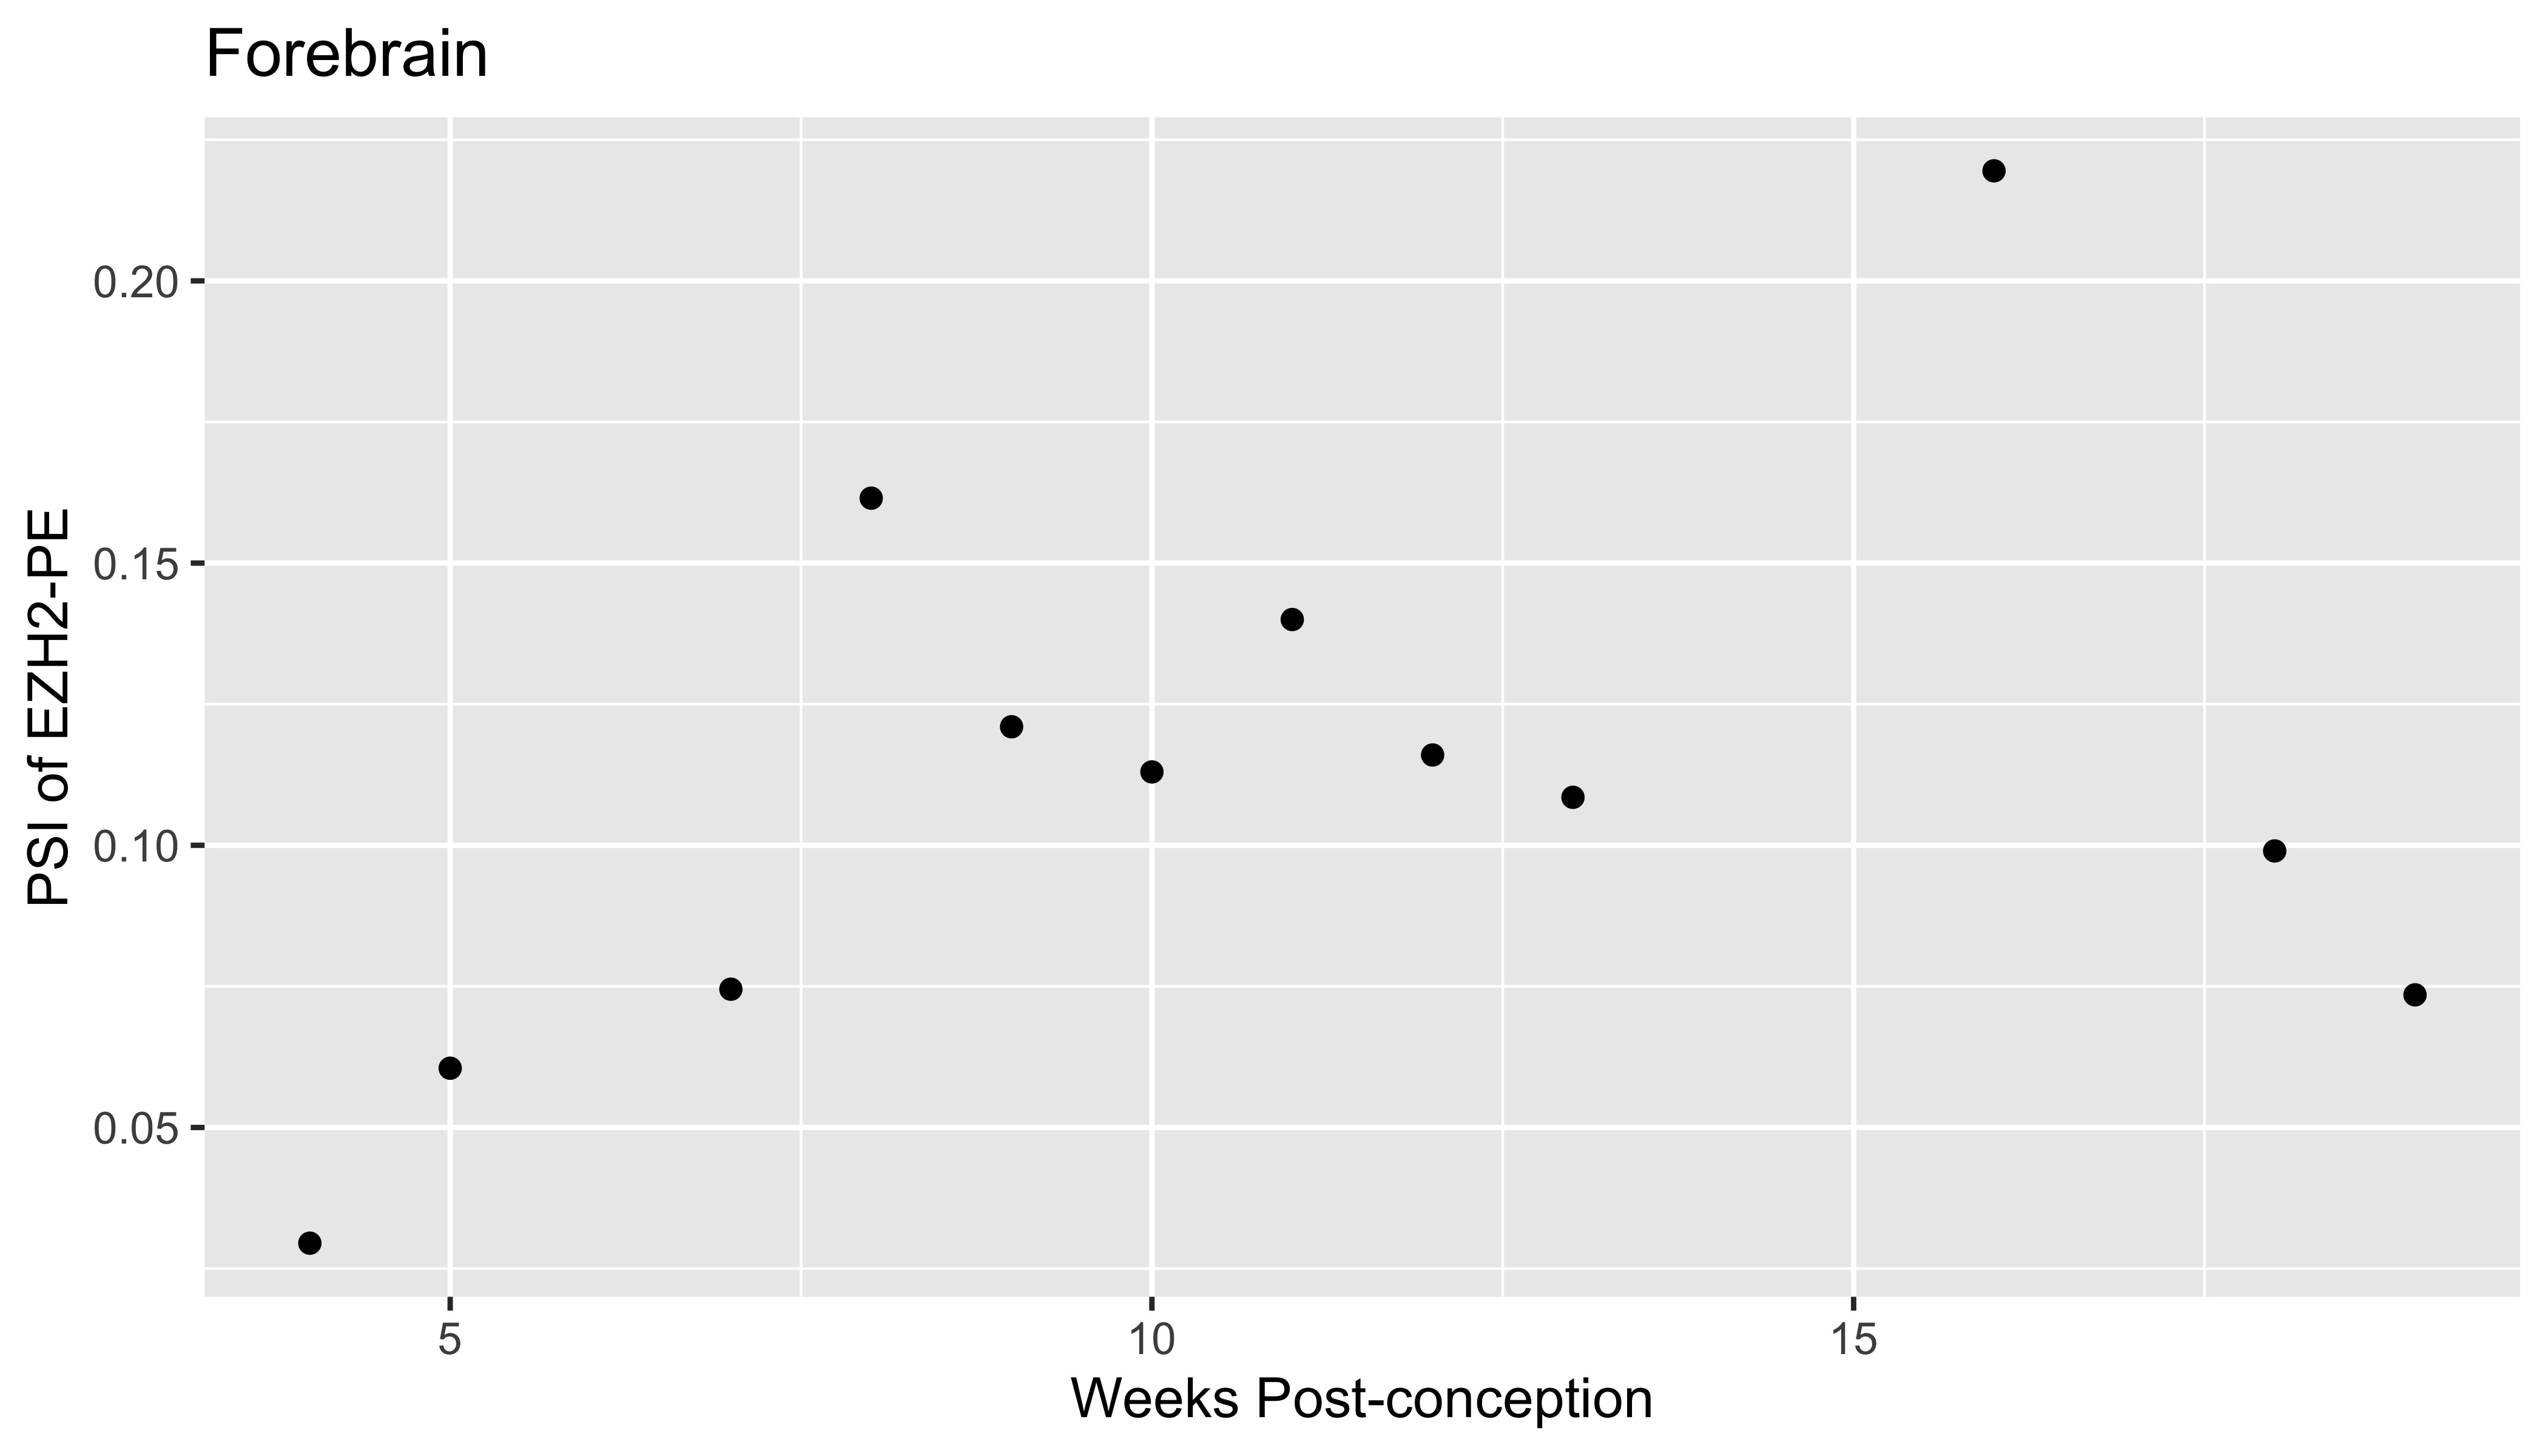 Forebrain
PSI of EZH2-PE
0.20
0.15
0.10
0.05
5
10
15
Weeks Post-conception